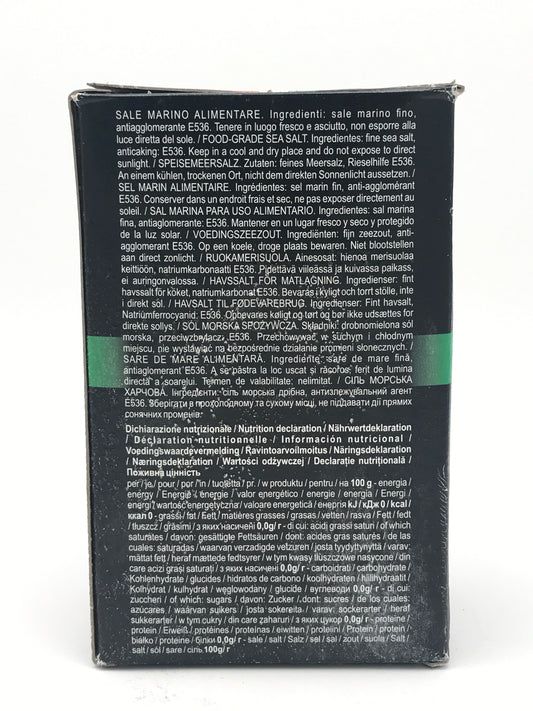 SALE MARINO ALIMENTARE. Ingredienti: sale marino fino,
antiagglomerante E536. Tenere in luogo fresco e asciutto, non esporre alla
luce diretta del sole. / FOOD-GRADE SEA SALT. Ingredients: fine sea salt,
anticaking: E536. Keep in a cool and dry place and do not expose to direct
sunlight. / SPEISEMEERSALZ. Zutaten: feines Meersalz, Rieselhilfe E536.
An einem kühlen, trockenen Ort, nicht dem direkten Sonnenlicht aussetzen. /
SEL MARIN ALIMENTAIRE. Ingrédientes: sel marin fin, anti-agglomérant
E536. Conserver dans un endroit frais et sec, ne pas exposer directement au
soleil. / SAL MARINA PARA USO ALIMENTARIO. Ingredientes: sal marina
fina, antiaglomerante: E536. Mantener en un lugar fresco y seco y protegido
de la luz solar. / VOEDINGSZEEZOUT. Ingrediënten: fijn zeezout, anti-
agglomerant E536. Op een koele, droge plaats bewaren. Niet blootstellen
aan direct zonlicht. / RUOKAMERISUOLA. Ainesosat: hienoa merisuolaa
keittiöön, natriumkarbonaatti E536. Pidettävä viileässä ja kuivassa paikass,
ei auringonvalossa. / HAVSSALT FÖR MATLAGNING. Ingredienser: fint
havssalt för köket, natriumkarbonat E536. Bevaras i kyligt och torrt stölle, inte
i direkt söl. / HAVSALT TIL FØDEVAREBRUG. Ingredienser: Fint havsalt,
Natriumferrocyanid: E536. Opbevares køligt og tørt og bør ikke udsættes for
direkte sollys. / SÓL MORSKA SPOŻYWCZA. Składniki: drobnomielona sól
morska, przeciwzbrylacz: E536. Przechowywać w suchym i chłodnym
miejscu, nie wystawiać na bezpośrednie działanie promieni słonecznych. /
SARE DE MARE ALIMENTARĂ. Ingrediente: sare de mare fină,
antiaglomerant E536. A se păstra la loc uscat și răcoros, ferit de lumina
directă a soarelui. Termen de valabilitate: nelimitat. / СІЛЬ МОРСЬКА
ХАРЧОВА. Інгредієнти: сіль морська дрібна, антизлежувальний агент
E536. Зберігати в прохолодному та сухому місці, не піддавати дії прямих
сонячних променів.
Dichiarazione nutrizionale / Nutrition declaration / Nährwertdeklaration
/ Déclaration nutritionnelle / Información nutricional /
Voedingswaardevermelding / Ravintoarvoilmoitus / Näringsdeklaration
/ Næringsdeklaration / Wartości odżywczej / Declarație nutrițională /
Поживна цінність
per / je / pour / por / in / tuotetta / pr. / w produktu / pentru / на 100 g - energia /
energy / Energie / énergie / valor energético / energie / energia / Energi /
energi / wartość energetyczna / valoarea energetică / енергія kJ / кДж 0 / kcal /
ккал 0 - grassi / fat / Fett / matières grasses / grasas / vetten / rasva / Fett / fedt
/ tłuszcz / grăsimi / з яких насичені 0,0g/ г - di cui: acidi grassi saturi / of which
saturates / davon: gesättigte Fettsäuren / dont: acides gras saturés / de las
cuales: saturadas / waarvan verzadigde vetzuren / josta tyydyttynyttä / varav:
mättat fett / heraf mættede fedtsyrer / w tym kwasy tłuszczowe nasycone / din
care acizi grași saturați / з яких насичені 0,0g/ г - carboidrati / carbohydrate /
Kohlenhydrate / glucides / hidratos de carbono / koolhydraten / hiilihydraatit /
Kolhydrat / kulhydrat / węglowodany / glucide / вуглеводи 0,0g/ г - di cui:
zuccheri / of which: sugars / davon: Zucker / dont: sucres / de los cuales:
azúcares / waarvan suikers / josta sokereita / varav: sockerarter / heraf
sukkerarter / w tym cukry / din care zaharuri / з яких цукор 0,0g/ г - proteine /
protein / Eiweiß / protéines / proteínas / eiwitten / proteiini / Protein / protein /
białko / proteine / білки 0,0g/ г - sale / salt / Salz / sel / sal / zout / suola / Salt /
salt / sól / sare / сіль 100g/ г